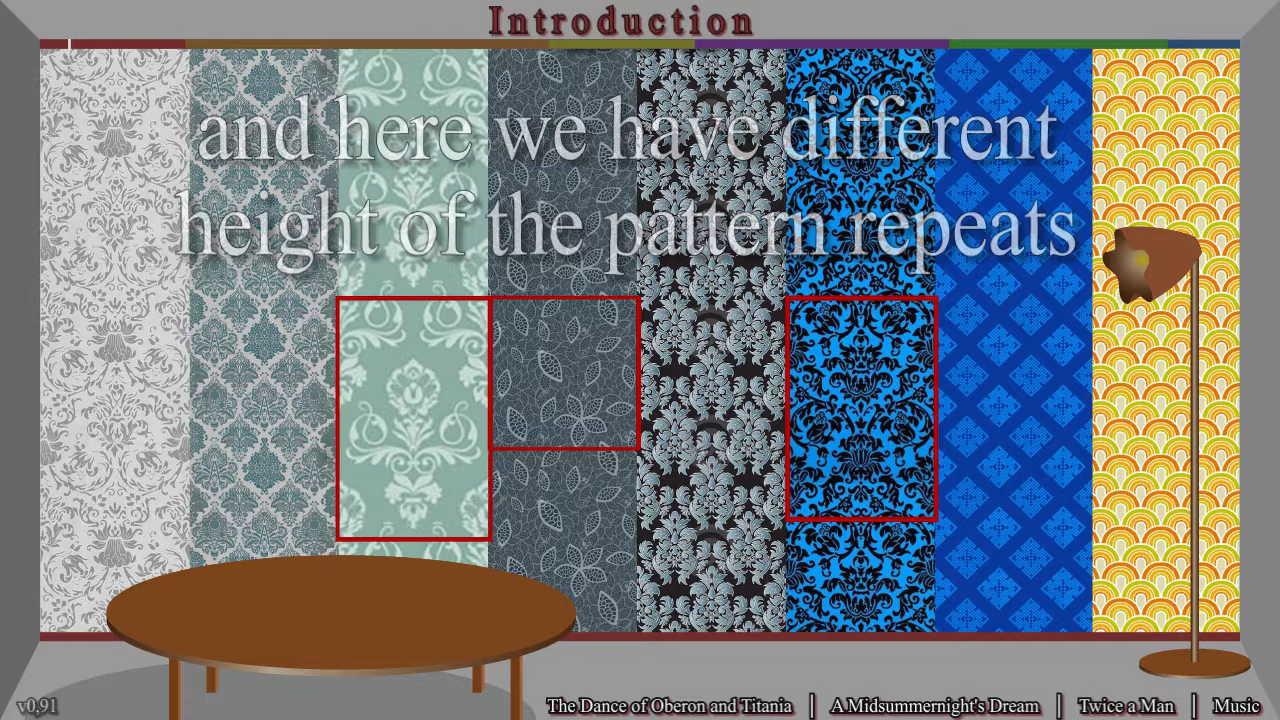 Introduction
and here we have different
height of the pattern repeats
v0,91
The Dance of Oberon and Titania | A Midsummernight's Dream | Twice a Man | Music